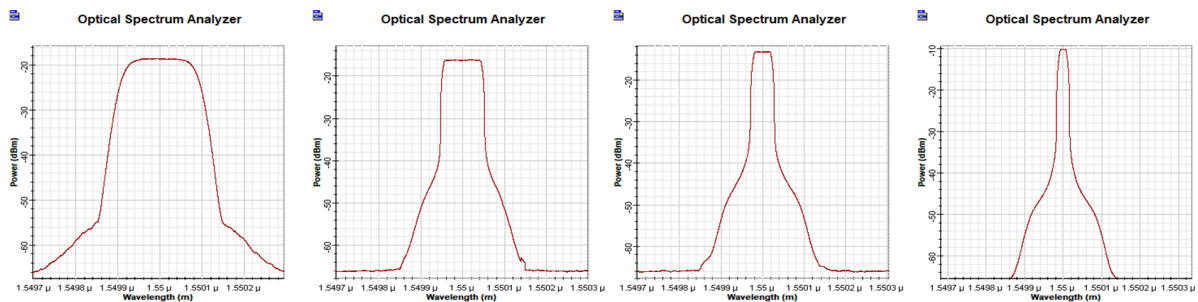 Optical Spectrum Analyzer
Power (dBm)
-20
-30
-40
-50
-60
1.5497 µ 1.5498 µ 1.5499 µ 1.55 µ 1.5501 µ 1.5502 µ
Wavelength (m)
Optical Spectrum Analyzer
Power (dBm)
-20
-30
-40
-50
-60
1.5497 µ 1.5498 µ 1.5499 µ 1.55 µ 1.5501 µ 1.5502 µ 1.5503 µ
Wavelength (m)
Optical Spectrum Analyzer
Power (dBm)
-20
-30
-40
-50
-60
1.5497 µ 1.5498 µ 1.5499 µ 1.55 µ 1.5501 µ 1.5502 µ 1.5503 µ
Wavelength (m)
Optical Spectrum Analyzer
Power (dBm)
-10
-20
-30
-40
-50
-60
1.5497 µ 1.5498 µ 1.5499 µ 1.55 µ 1.5501 µ 1.5502 µ 1.5503 µ
Wavelength (m)